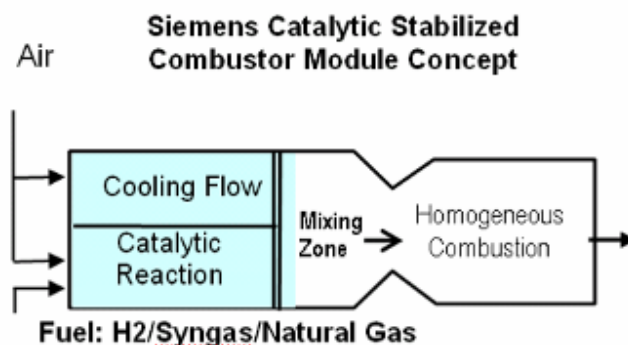 Siemens Catalytic Stabilized
Combustor Module Concept
Air
Cooling Flow
Catalytic
Reaction
Mixing
Zone
Homogeneous
Combustion
Fuel: H2/Syngas/Natural Gas